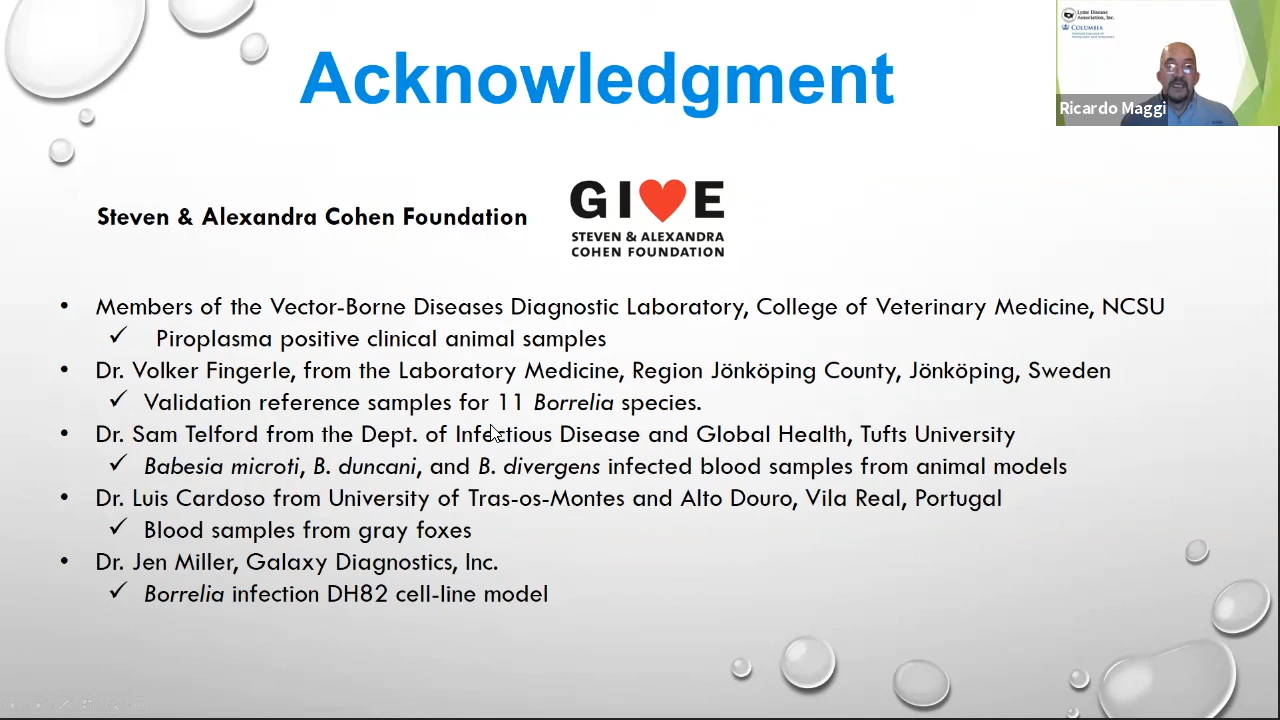 Acknowledgment
Lyme Disease
Association, Inc.
COLUMBIA
Ricardo Maggi
Steven & Alexandra Cohen Foundation
GIVE
STEVEN & ALEXANDRA
COHEN FOUNDATION
• Members of the Vector-Borne Diseases Diagnostic Laboratory, College of Veterinary Medicine, NCSU
✓ Piroplasma positive clinical animal samples
• Dr. Volker Fingerle, from the Laboratory Medicine, Region Jönköping County, Jönköping, Sweden
✓ Validation reference samples for 11 Borrelia species.
• Dr. Sam Telford from the Dept. of Infectious Disease and Global Health, Tufts University
✓ Babesia microti, B. duncani, and B. divergens infected blood samples from animal models
• Dr. Luis Cardoso from University of Tras-os-Montes and Alto Douro, Vila Real, Portugal
✓ Blood samples from gray foxes
• Dr. Jen Miller, Galaxy Diagnostics, Inc.
✓ Borrelia infection DH82 cell-line model